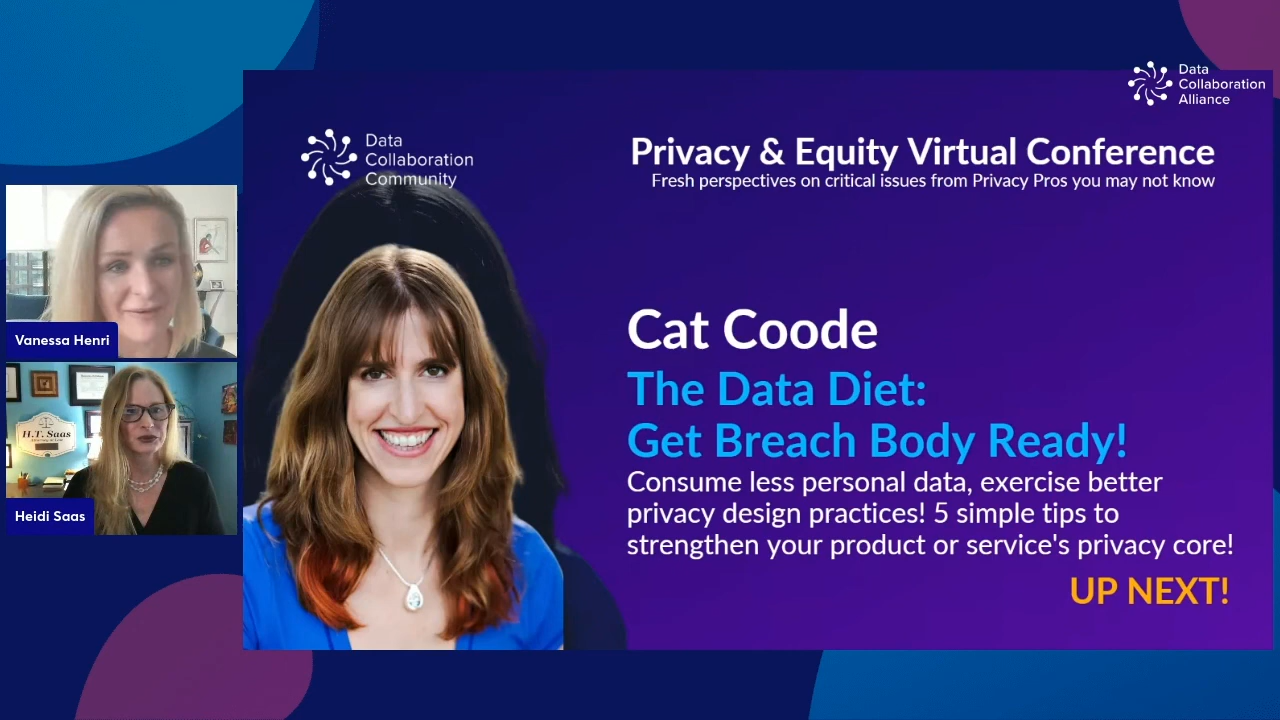 Data
Collaboration
Alliance
Data
Collaboration
Community
Privacy & Equity Virtual Conference
Fresh perspectives on critical issues from Privacy Pros you may not know
Vanessa Henri
H.T. Saas
Heidi Saas
Cat Coode
The Data Diet:
Get Breach Body Ready!
Consume less personal data, exercise better
privacy design practices! 5 simple tips to
strengthen your product or service's privacy core!
UP NEXT!